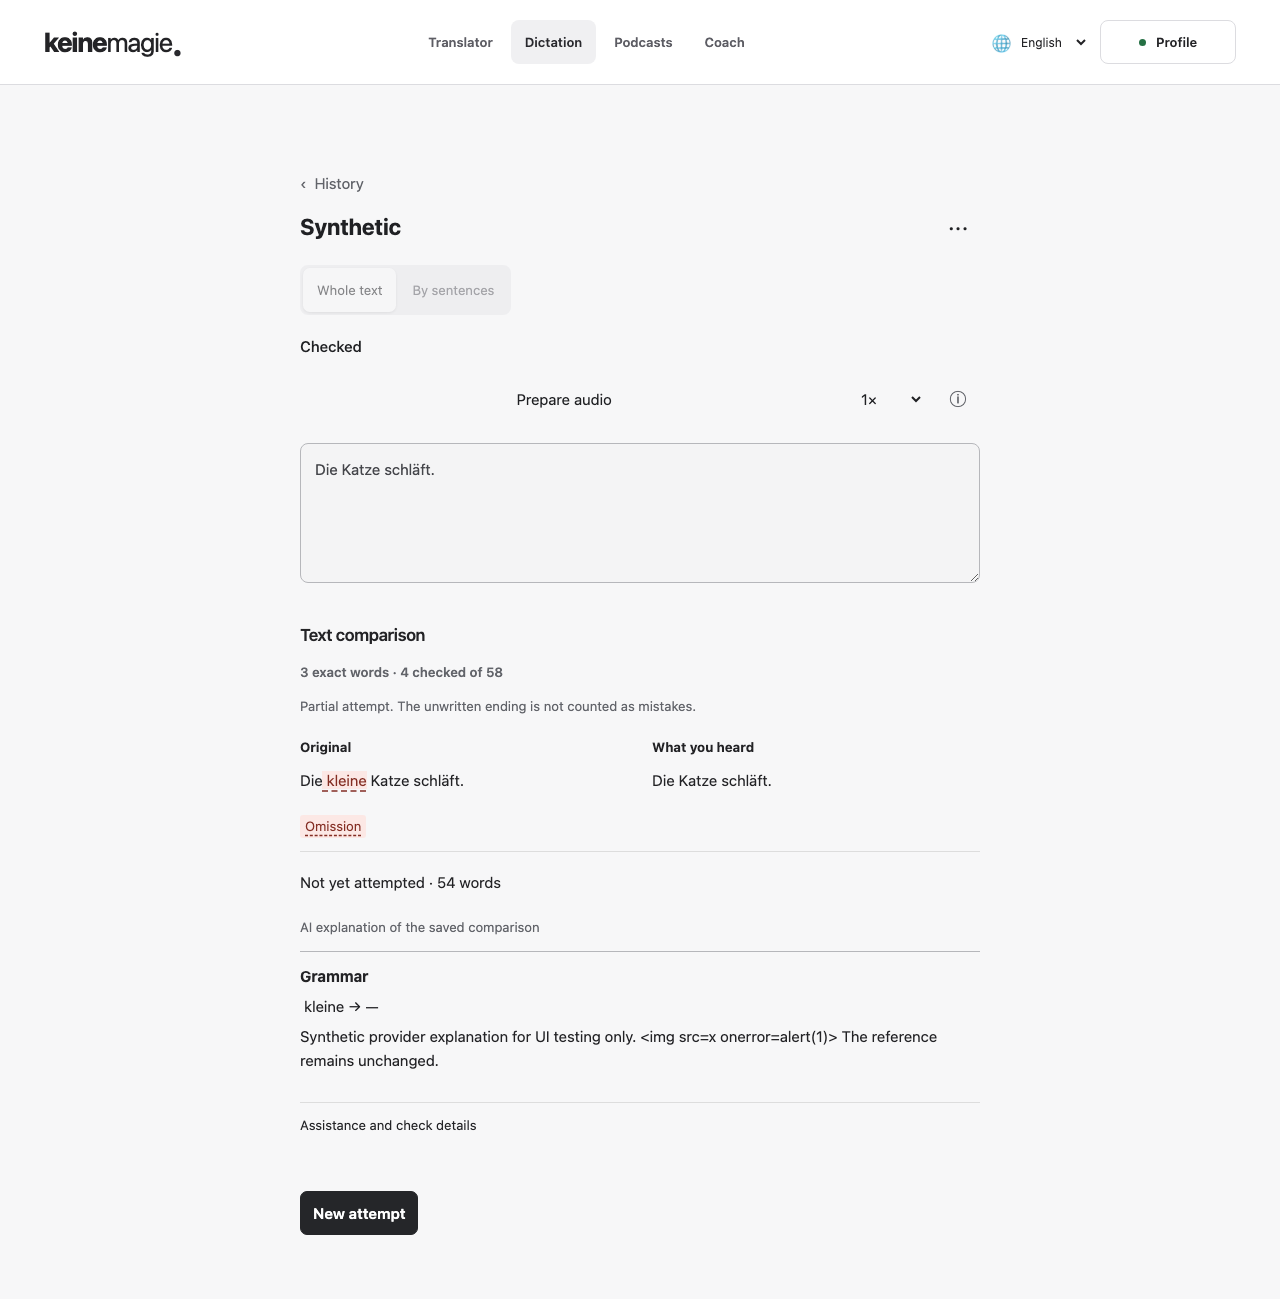 keinemagie.
Translator Dictation Podcasts Coach
English
Profile
‹ History
Synthetic
Whole text By sentences
Checked
Prepare audio 1×
Die Katze schläft.
Text comparison
3 exact words · 4 checked of 58
Partial attempt. The unwritten ending is not counted as mistakes.
Original What you heard
Die kleine Katze schläft. Die Katze schläft.
Omission
Not yet attempted · 54 words
AI explanation of the saved comparison
Grammar
kleine → —
Synthetic provider explanation for UI testing only. <img src=x onerror=alert(1)> The reference
remains unchanged.
Assistance and check details
New attempt